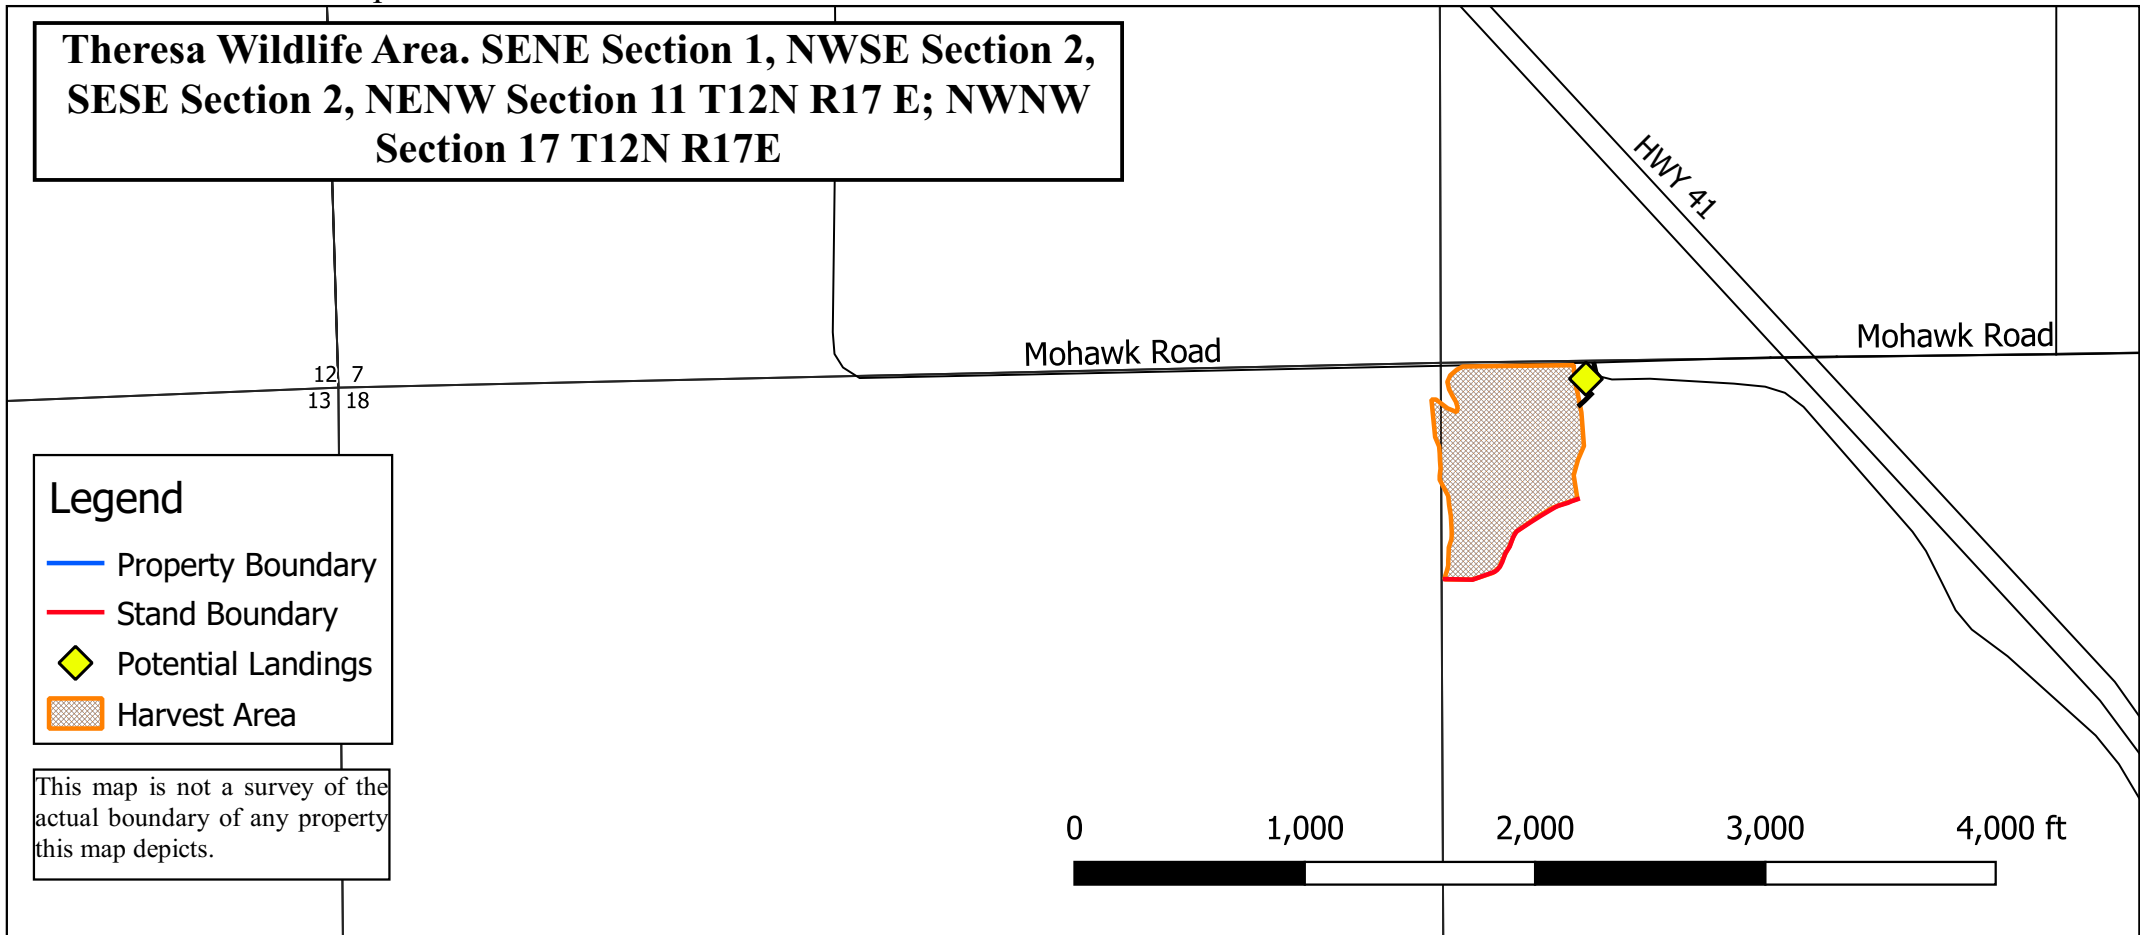 Theresa Wildlife Area. SENE Section 1, NWSE Section 2,
SESE Section 2, NENW Section 11 T12N R17 E; NWNW
Section 17 T12N R17E
HWY 41
Mohawk Road
Mohawk Road
12 7
13 18
Legend
Property Boundary
Stand Boundary
Potential Landings
Harvest Area
This map is not a survey of the
actual boundary of any property
this map depicts.
0 1,000 2,000 3,000 4,000 ft